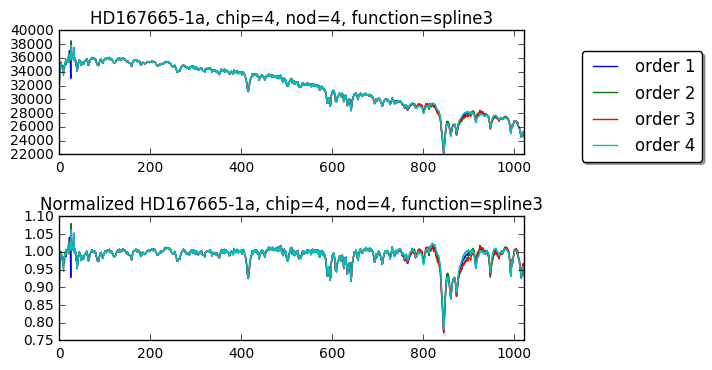 HD167665-1a, chip=4, nod=4, function=spline3
40000
38000
36000
34000
32000
30000
28000
26000
24000
22000
0 200 400 600 800 1000
order 1
order 2
order 3
order 4
Normalized HD167665-1a, chip=4, nod=4, function=spline3
1.10
1.05
1.00
0.95
0.90
0.85
0.80
0.75
0 200 400 600 800 1000